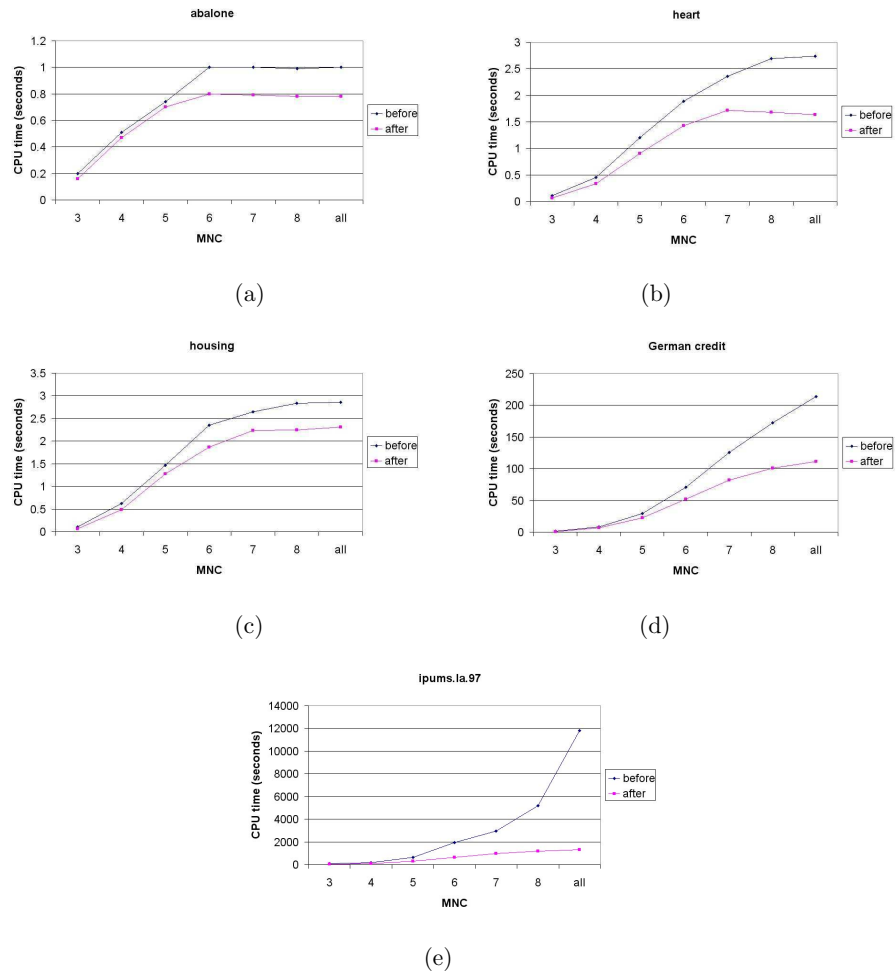 abalone
CPU time (seconds)
1.2
1
0.8
0.6
0.4
0.2
0
3 4 5 6 7 8 all
MNC
before
after
(a)
heart
CPU time (seconds)
3
2.5
2
1.5
1
0.5
0
3 4 5 6 7 8 all
MNC
before
after
(b)
housing
CPU time (seconds)
3.5
3
2.5
2
1.5
1
0.5
0
3 4 5 6 7 8 all
MNC
before
after
(c)
German credit
CPU time (seconds)
250
200
150
100
50
0
3 4 5 6 7 8 all
MNC
before
after
(d)
ipums.la.97
CPU time (seconds)
14000
12000
10000
8000
6000
4000
2000
0
3 4 5 6 7 8 all
MNC
before
after
(e)